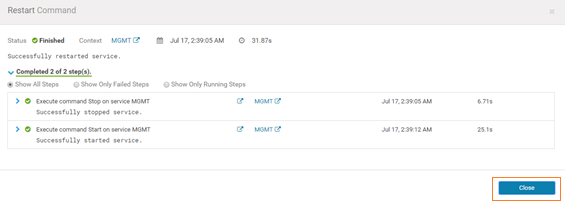 Restart Command
Status Finished Context MGMT Jul 17, 2:39:05 AM 31.87s
Successfully restarted service.
Completed 2 of 2 step(s).
Show All Steps Show Only Failed Steps Show Only Running Steps
Execute command Stop on service MGMT MGMT Jul 17, 2:39:05 AM 6.71s
Successfully stopped service.
Execute command Start on service MGMT MGMT Jul 17, 2:39:12 AM 25.1s
Successfully started service.
Close